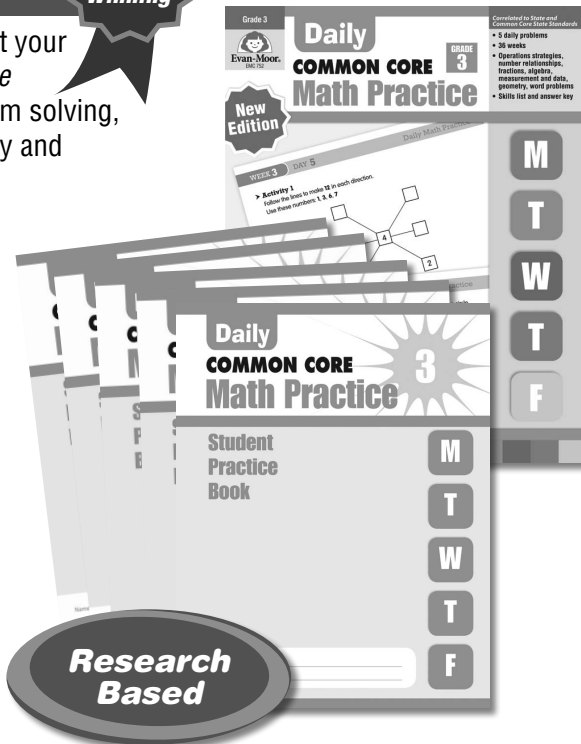 Winning
t your
e
m solving,
y and
Grade 3
Evan-Moor.
EMC 752
Daily
COMMON CORE
GRADE
3
Math Practice
New
Edition
Correlated to State and
Common Core State Standards
• 5 daily problems
• 36 weeks
• Operations strategies,
number relationships,
fractions, algebra,
measurement and data,
geometry, word problems
• Skills list and answer key
Daily Math Practice
WEEK 3 DAY 5
➤ Activity 1
Follow the lines to make 12 in each direction.
Use these numbers: 1, 3, 6, 7
4
2
M
T
W
T
F
Daily
COMMON CORE
Math Practice
3
Student
Practice
Book
M
T
W
T
F
Name
Research
Based